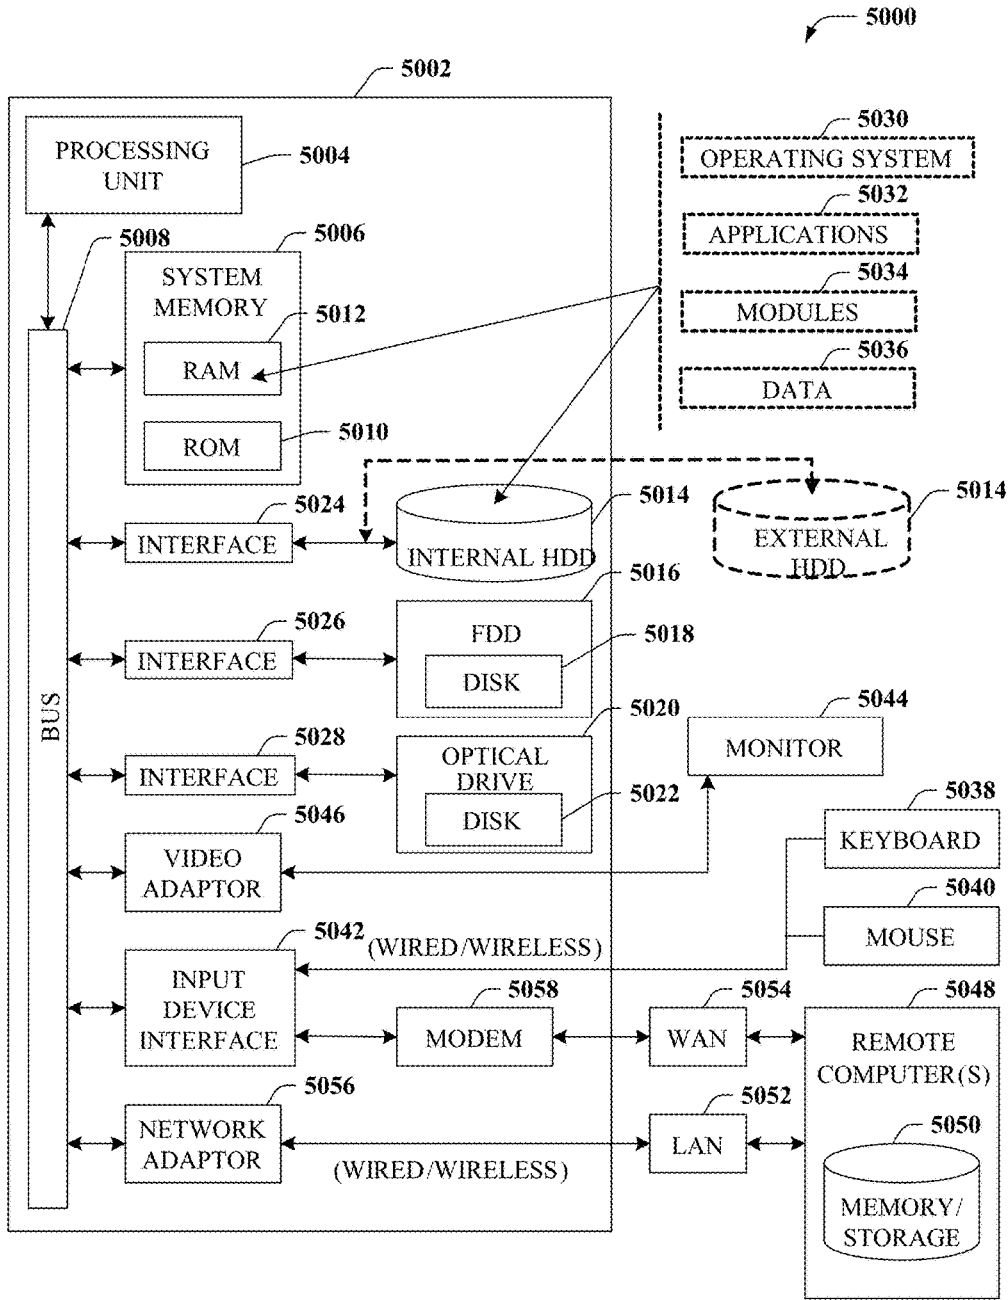 5000
5002
PROCESSING
UNIT
5004
5030
OPERATING SYSTEM
5032
APPLICATIONS
5034
MODULES
5036
DATA
5008
5006
SYSTEM
MEMORY
5012
RAM
5010
ROM
5024
INTERFACE
5014
INTERNAL HDD
5014
EXTERNAL
HDD
5026
INTERFACE
5016
FDD
5018
DISK
BUS
5028
INTERFACE
5020
OPTICAL
DRIVE
5022
DISK
5044
MONITOR
5046
VIDEO
ADAPTOR
5038
KEYBOARD
5040
MOUSE
5042
INPUT
DEVICE
INTERFACE
(WIRED/WIRELESS)
5058
MODEM
5054
WAN
5048
REMOTE
COMPUTER(S)
5056
NETWORK
ADAPTOR
(WIRED/WIRELESS)
5052
LAN
5050
MEMORY/
STORAGE